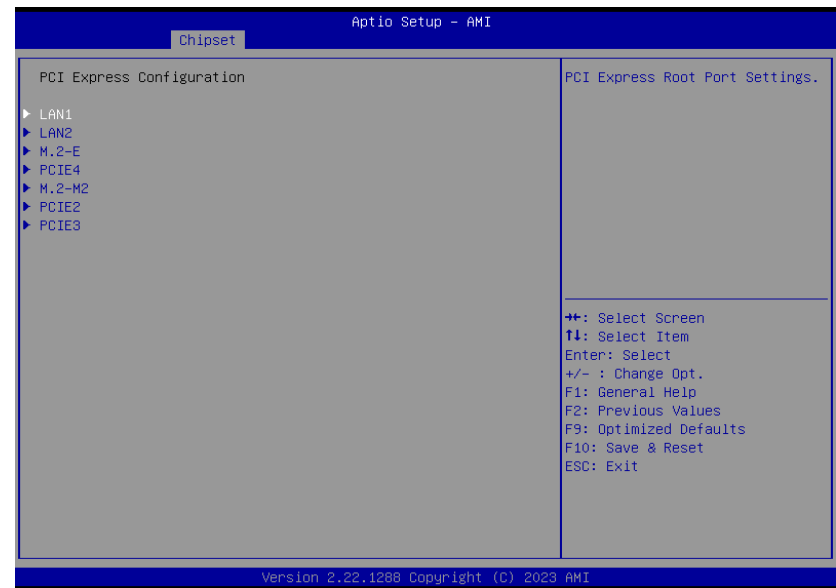 Aptio Setup – AMI
Chipset
PCI Express Configuration
▶ LAN1
▶ LAN2
▶ M.2-E
▶ PCIE4
▶ M.2-M2
▶ PCIE2
▶ PCIE3
PCI Express Root Port Settings.
→←: Select Screen
↑↓: Select Item
Enter: Select
+/- : Change Opt.
F1: General Help
F2: Previous Values
F9: Optimized Defaults
F10: Save & Reset
ESC: Exit
Version 2.22.1288 Copyright (C) 2023 AMI